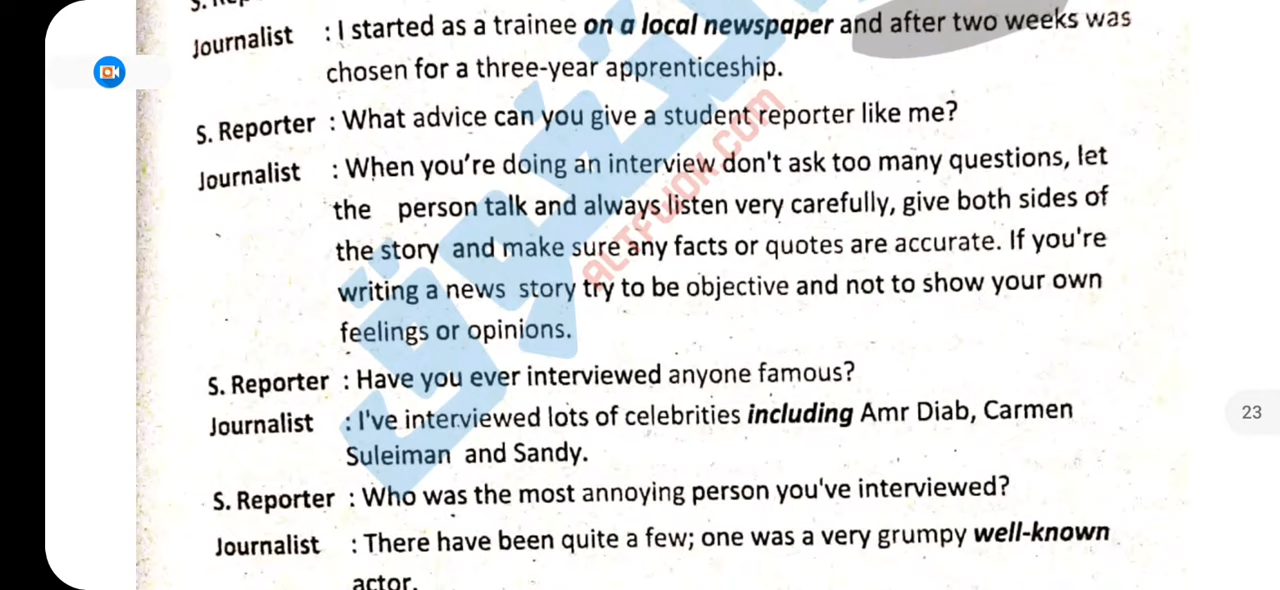 Journalist : I started as a trainee on a local newspaper and after two weeks was
chosen for a three-year apprenticeship.
S. Reporter : What advice can you give a student reporter like me?
Journalist : When you're doing an interview don't ask too many questions, let
the person talk and always listen very carefully, give both sides of
the story and make sure any facts or quotes are accurate. If you're
writing a news story try to be objective and not to show your own
feelings or opinions.
S. Reporter : Have you ever interviewed anyone famous?
Journalist : I've interviewed lots of celebrities including Amr Diab, Carmen
Suleiman and Sandy.
S. Reporter : Who was the most annoying person you've interviewed?
Journalist : There have been quite a few; one was a very grumpy well-known
actor.
23